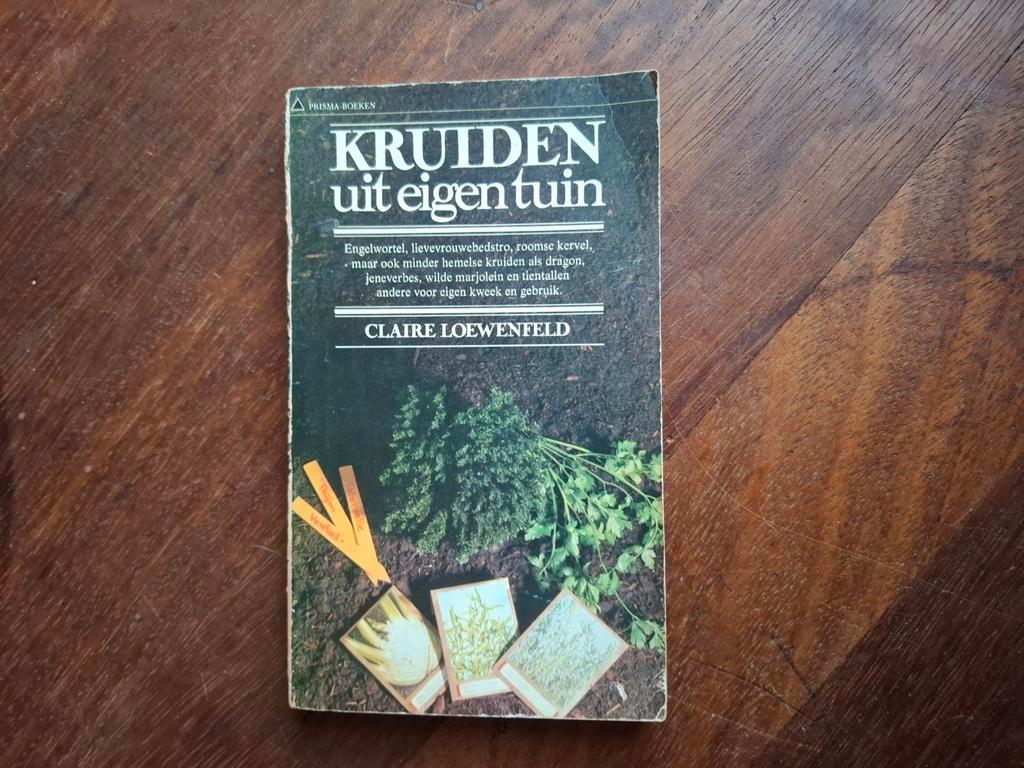 PRISMA-BOEKEN
KRUIDEN
uit eigen tuin
Engelwortel, lievevrouwebedstro, roomse kervel,
maar ook minder hemelse kruiden als dragon,
jeneverbes, wilde marjolein en tientallen
andere voor eigen kweek en gebruik.
CLAIRE LOEWENFELD